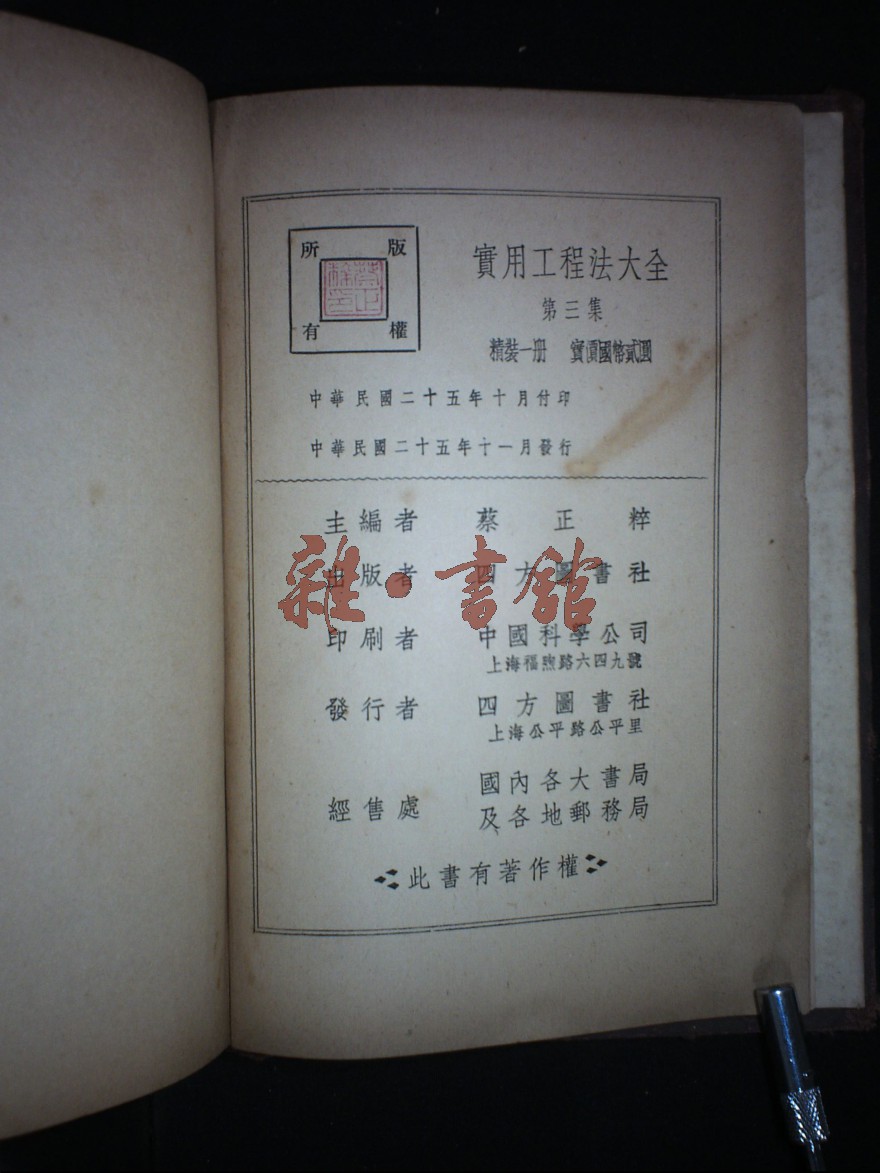 版權所有
實用工程法大全
第三集
精裝一册 實價國幣貳圓
中華民國二十五年十月付印
中華民國二十五年十一月發行
主編者 蔡正粹
出版者 四方圖書社
印刷者 中國科學公司
上海福煦路六四九號
發行者 四方圖書社
上海公平路公平里
經售處 國內各大書局
及各地郵務局
此書有著作權
雜·書館